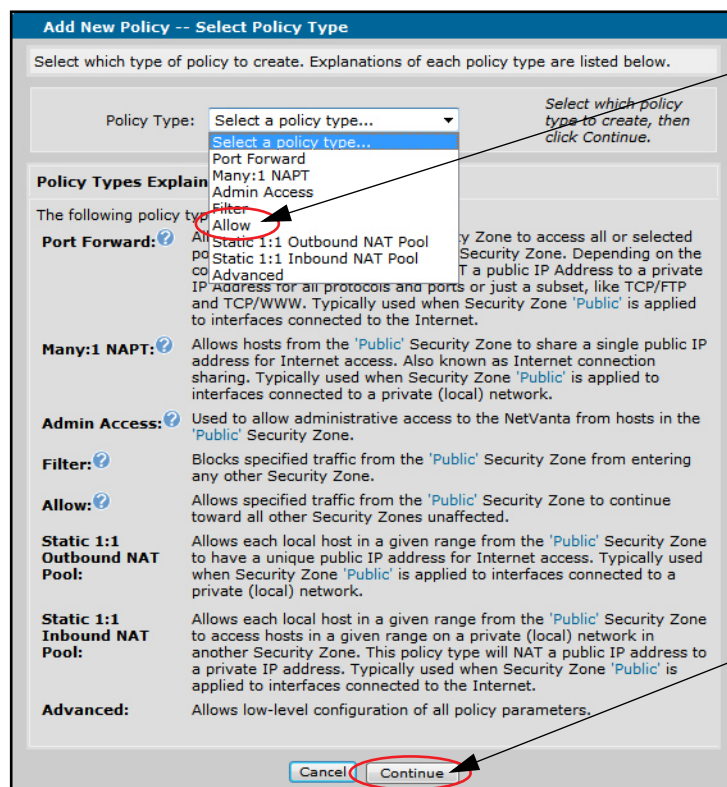 Add New Policy -- Select Policy Type
Select which type of policy to create. Explanations of each policy type are listed below.
Policy Type:
Select a policy type...
Select which policy
type to create, then
click Continue.
Select a policy type...
Port Forward
Many:1 NAPT
Admin Access
Filter
Allow
Static 1:1 Outbound NAT Pool
Static 1:1 Inbound NAT Pool
Advanced
Policy Types Explain
The following policy typ
Port Forward:? Al y Zone to access all or selected
po Security Zone. Depending on the
co T a public IP Address to a private
IP Address for all protocols and ports or just a subset, like TCP/FTP
and TCP/WWW. Typically used when Security Zone 'Public' is applied
to interfaces connected to the Internet.
Many:1 NAPT:? Allows hosts from the 'Public' Security Zone to share a single public IP
address for Internet access. Also known as Internet connection
sharing. Typically used when Security Zone 'Public' is applied to
interfaces connected to a private (local) network.
Admin Access:? Used to allow administrative access to the NetVanta from hosts in the
'Public' Security Zone.
Filter:? Blocks specified traffic from the 'Public' Security Zone from entering
any other Security Zone.
Allow:? Allows specified traffic from the 'Public' Security Zone to continue
toward all other Security Zones unaffected.
Static 1:1 Allows each local host in a given range from the 'Public' Security Zone
Outbound NAT to have a unique public IP address for Internet access. Typically used
Pool: when Security Zone 'Public' is applied to interfaces connected to a
private (local) network.
Static 1:1 Allows each local host in a given range from the 'Public' Security Zone
Inbound NAT to access hosts in a given range on a private (local) network in
Pool: another Security Zone. This policy type will NAT a public IP address to
a private IP address. Typically used when Security Zone 'Public' is
applied to interfaces connected to the Internet.
Advanced: Allows low-level configuration of all policy parameters.
Cancel
Continue